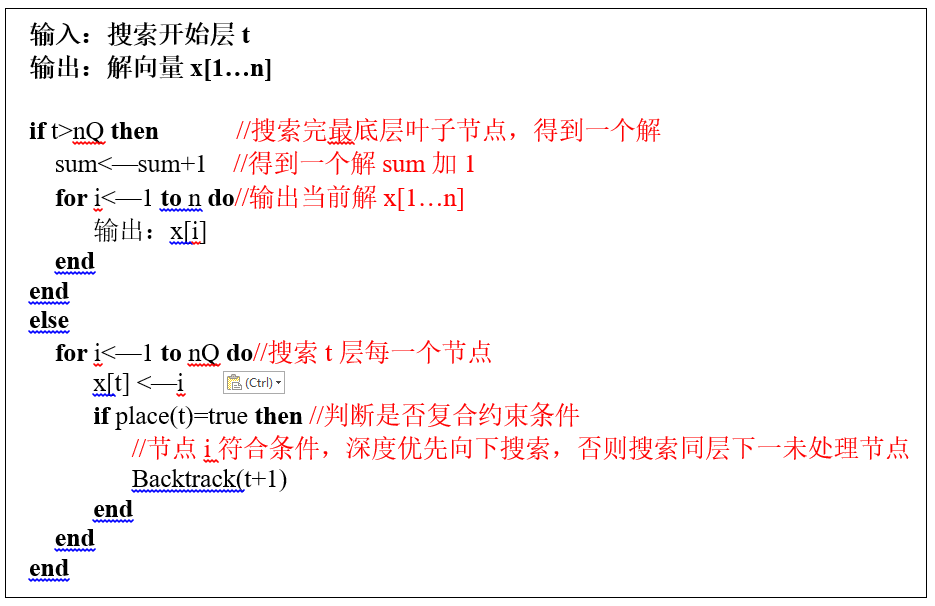 输入：搜索开始层 t
输出：解向量 x[1…n]
if t>nQ then //搜索完最底层叶子节点，得到一个解
sum<—sum+1 //得到一个解 sum 加 1
for i<—1 to n do//输出当前解 x[1…n]
输出：x[i]
end
end
else
for i<—1 to nQ do//搜索 t 层每一个节点
x[t] <—i (Ctrl)
if place(t)=true then //判断是否复合约束条件
//节点 i 符合条件，深度优先向下搜索，否则搜索同层下一未处理节点
Backtrack(t+1)
end
end
end